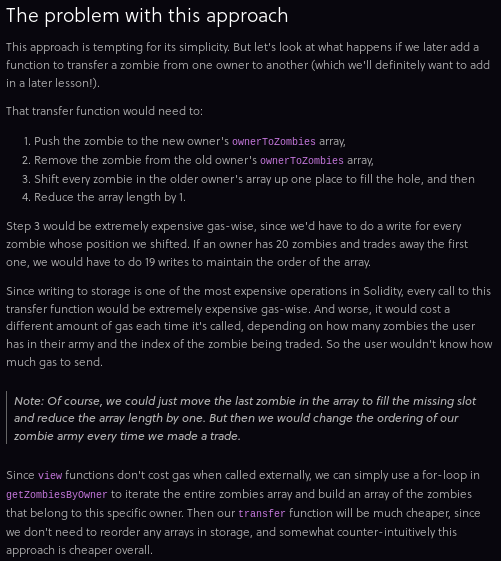 The problem with this approach
This approach is tempting for its simplicity. But let's look at what happens if we later add a
function to transfer a zombie from one owner to another (which we'll definitely want to add
in a later lesson!).
That transfer function would need to:
1. Push the zombie to the new owner's ownerToZombies array,
2. Remove the zombie from the old owner's ownerToZombies array,
3. Shift every zombie in the older owner's array up one place to fill the hole, and then
4. Reduce the array length by 1.
Step 3 would be extremely expensive gas-wise, since we'd have to do a write for every
zombie whose position we shifted. If an owner has 20 zombies and trades away the first
one, we would have to do 19 writes to maintain the order of the array.
Since writing to storage is one of the most expensive operations in Solidity, every call to this
transfer function would be extremely expensive gas-wise. And worse, it would cost a
different amount of gas each time it's called, depending on how many zombies the user
has in their army and the index of the zombie being traded. So the user wouldn't know how
much gas to send.
Note: Of course, we could just move the last zombie in the array to fill the missing slot
and reduce the array length by one. But then we would change the ordering of our
zombie army every time we made a trade.
Since view functions don't cost gas when called externally, we can simply use a for-loop in
getZombiesByOwner to iterate the entire zombies array and build an array of the zombies
that belong to this specific owner. Then our transfer function will be much cheaper, since
we don't need to reorder any arrays in storage, and somewhat counter-intuitively this
approach is cheaper overall.